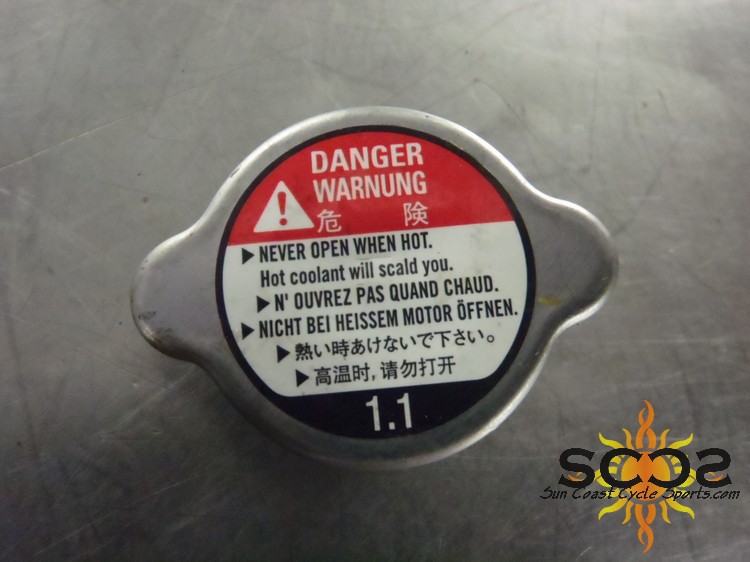 DANGER
WARNUNG
危険
▶ NEVER OPEN WHEN HOT.
Hot coolant will scald you.
▶ N' OUVREZ PAS QUAND CHAUD.
▶ NICHT BEI HEISSEM MOTOR ÖFFNEN.
▶ 熱い時あけないで下さい。
▶ 高温时, 请勿打开
1.1
SCCS
Sun Coast Cycle Sports.com